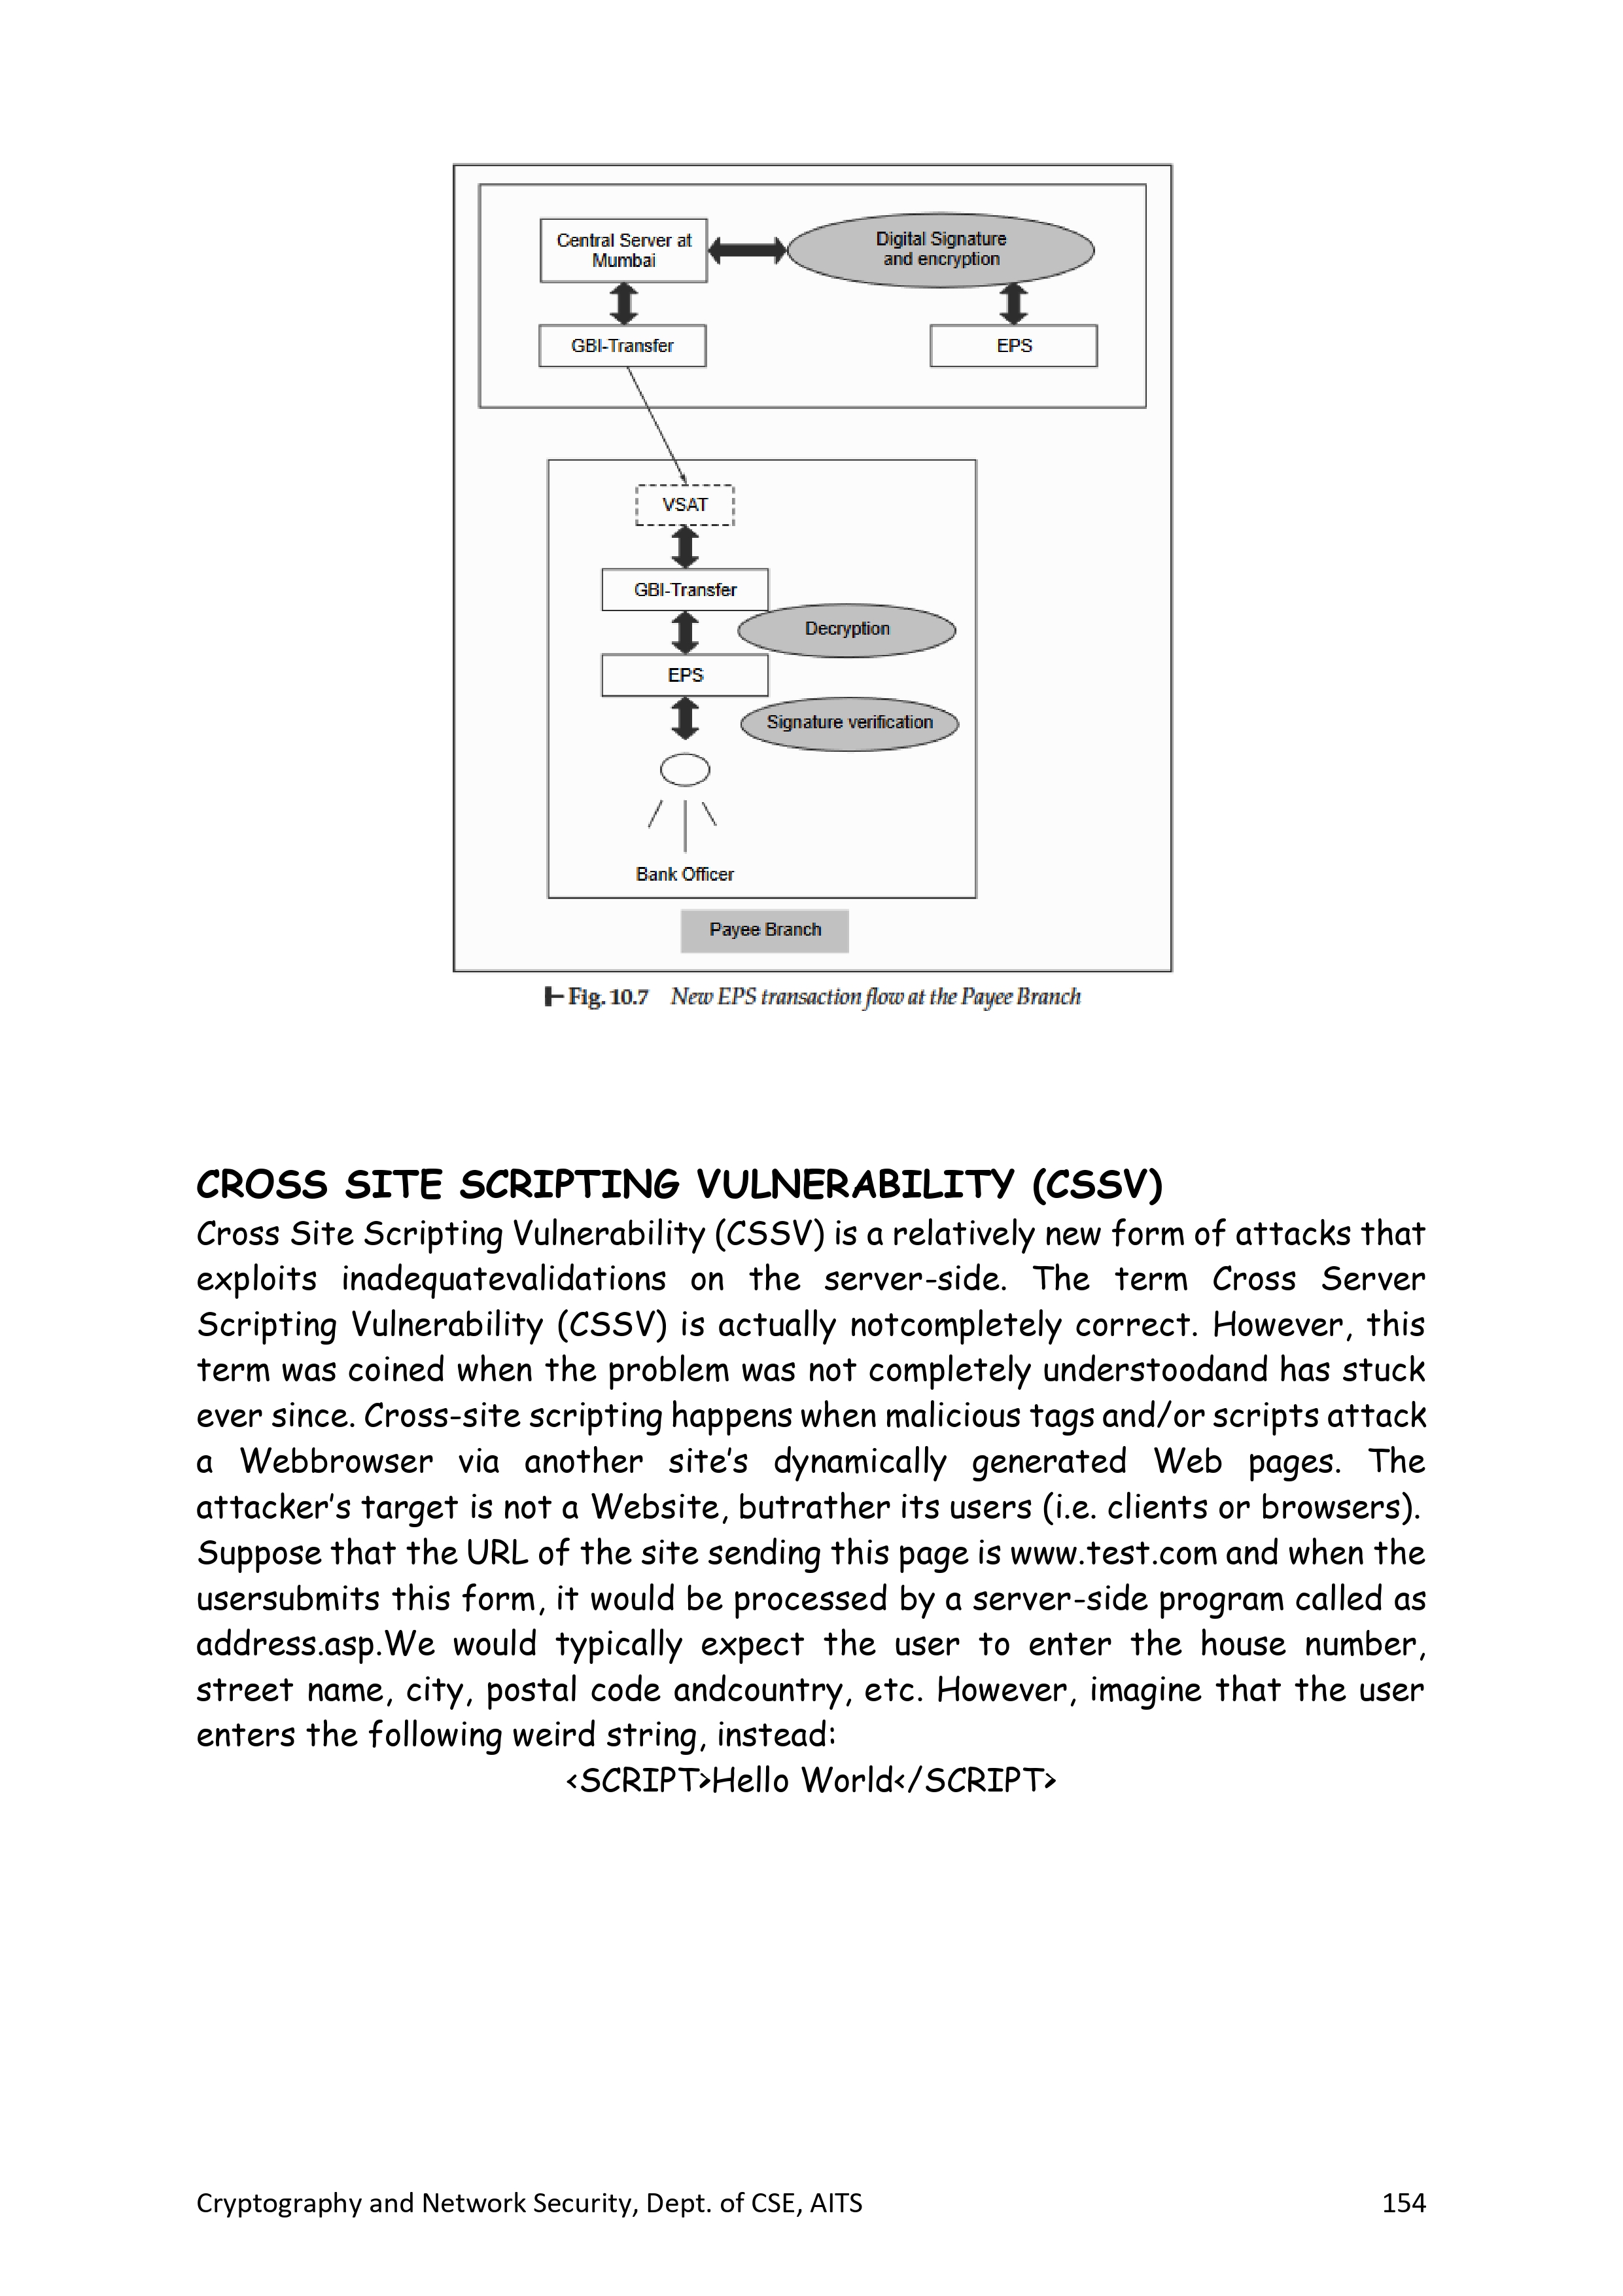 Central Server at
Mumbai
Digital Signature
and encryption
GBI-Transfer
EPS
VSAT
GBI-Transfer
Decryption
EPS
Signature verification
Bank Officer
Payee Branch
Fig. 10.7 New EPS transaction flow at the Payee Branch
CROSS SITE SCRIPTING VULNERABILITY (CSSV)
Cross Site Scripting Vulnerability (CSSV) is a relatively new form of attacks that
exploits inadequatevalidations on the server-side. The term Cross Server
Scripting Vulnerability (CSSV) is actually notcompletely correct. However, this
term was coined when the problem was not completely understoodand has stuck
ever since. Cross-site scripting happens when malicious tags and/or scripts attack
a Webbrowser via another site's dynamically generated Web pages. The
attacker's target is not a Website, butrather its users (i.e. clients or browsers).
Suppose that the URL of the site sending this page is www.test.com and when the
usersubmits this form, it would be processed by a server-side program called as
address.asp.We would typically expect the user to enter the house number,
street name, city, postal code andcountry, etc. However, imagine that the user
enters the following weird string, instead:
<SCRIPT>Hello World</SCRIPT>
Cryptography and Network Security, Dept. of CSE, AITS 154